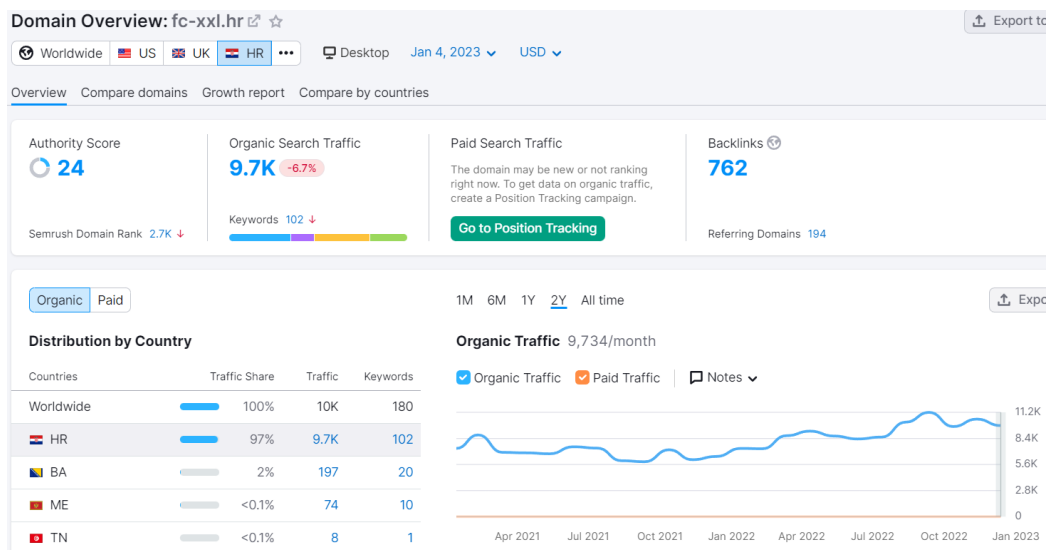 Domain Overview: fc-xxl.hr
Export to
Worldwide US UK HR ••• Desktop Jan 4, 2023 USD
Overview Compare domains Growth report Compare by countries
Authority Score
24
Semrush Domain Rank 2.7K ↓
Organic Search Traffic
9.7K -6.7%
Keywords 102 ↓
Paid Search Traffic
The domain may be new or not ranking
right now. To get data on organic traffic,
create a Position Tracking campaign.
Go to Position Tracking
Backlinks
762
Referring Domains 194
Organic Paid
Distribution by Country
Countries Traffic Share Traffic Keywords
Worldwide 100% 10K 180
HR 97% 9.7K 102
BA 2% 197 20
ME <0.1% 74 10
TN <0.1% 8 1
1M 6M 1Y 2Y All time
Expo
Organic Traffic 9,734/month
Organic Traffic Paid Traffic Notes
11.2K
8.4K
5.6K
2.8K
0
Apr 2021 Jul 2021 Oct 2021 Jan 2022 Apr 2022 Jul 2022 Oct 2022 Jan 2023